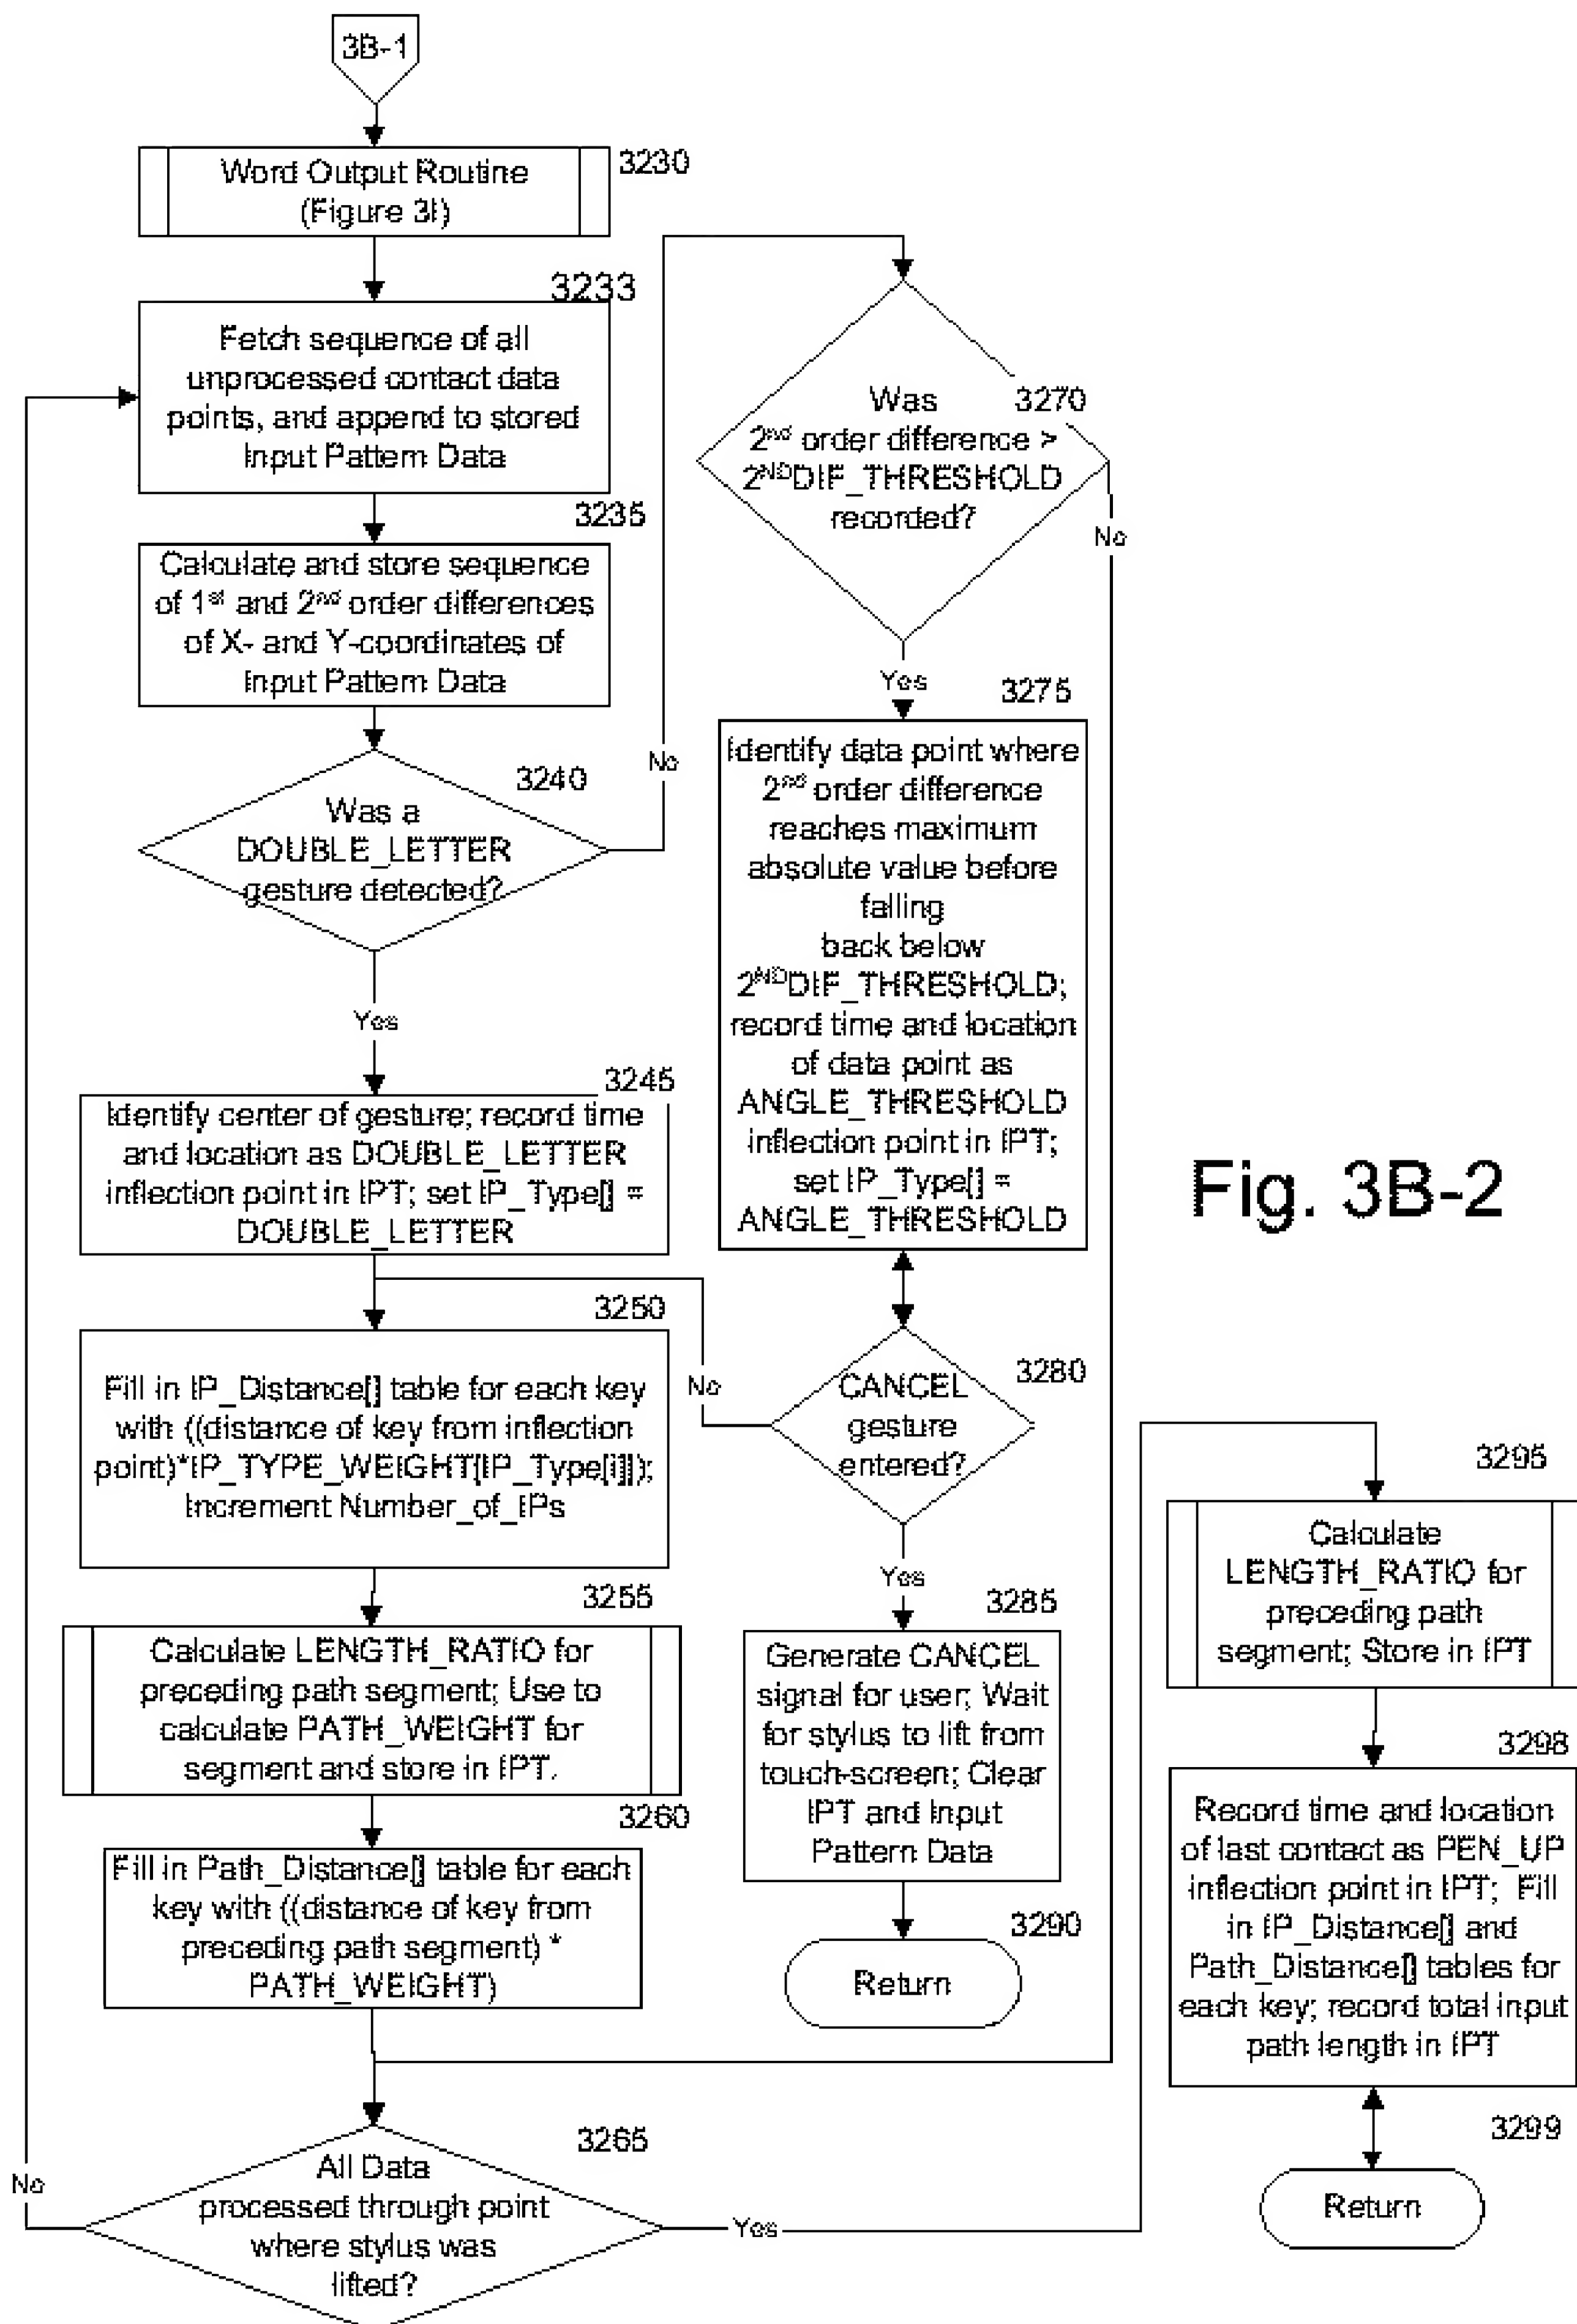 3B-1
Word Output Routine
(Figure 3I)
3230
3233
Fetch sequence of all
unprocessed contact data
points, and append to stored
Input Pattern Data
3235
Calculate and store sequence
of 1st and 2nd order differences
of X- and Y-coordinates of
Input Pattern Data
3240
Was a
DOUBLE_LETTER
gesture detected?
No
Yes
3245
Identify center of gesture; record time
and location as DOUBLE_LETTER
inflection point in IPT; set IP_Type[] =
DOUBLE_LETTER
3250
Fill in IP_Distance[] table for each key
with ((distance of key from inflection
point)*IP_TYPE_WEIGHT[IP_Type[i]]);
Increment Number_of_IPs
3255
Calculate LENGTH_RATIO for
preceding path segment; Use to
calculate PATH_WEIGHT for
segment and store in IPT.
3260
Fill in Path_Distance[] table for each
key with ((distance of key from
preceding path segment) *
PATH_WEIGHT)
3265
All Data
processed through point
where stylus was
lifted?
No
Yes
3270
Was
2nd order difference >
2NDDIF_THRESHOLD
recorded?
No
Yes
3275
Identify data point where
2nd order difference
reaches maximum
absolute value before
falling
back below
2NDDIF_THRESHOLD;
record time and location
of data point as
ANGLE_THRESHOLD
inflection point in IPT;
set IP_Type[] =
ANGLE_THRESHOLD
3280
CANCEL
gesture
entered?
No
Yes
3285
Generate CANCEL
signal for user; Wait
for stylus to lift from
touch-screen; Clear
IPT and Input
Pattern Data
3290
Return
Fig. 3B-2
3295
Calculate
LENGTH_RATIO for
preceding path
segment; Store in IPT
3298
Record time and location
of last contact as PEN_UP
inflection point in IPT; Fill
in IP_Distance[] and
Path_Distance[] tables for
each key; record total input
path length in IPT
3299
Return